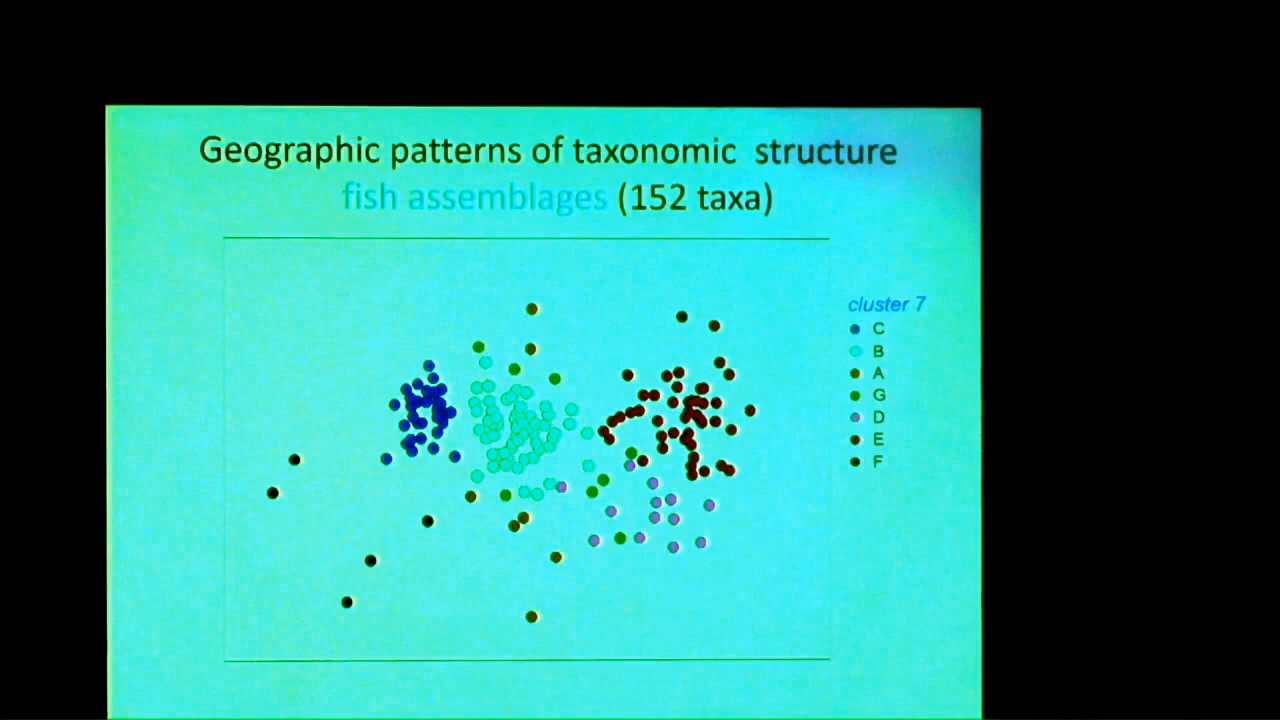 Geographic patterns of taxonomic structure
fish assemblages (152 taxa)
cluster 7
C
B
A
G
D
E
F